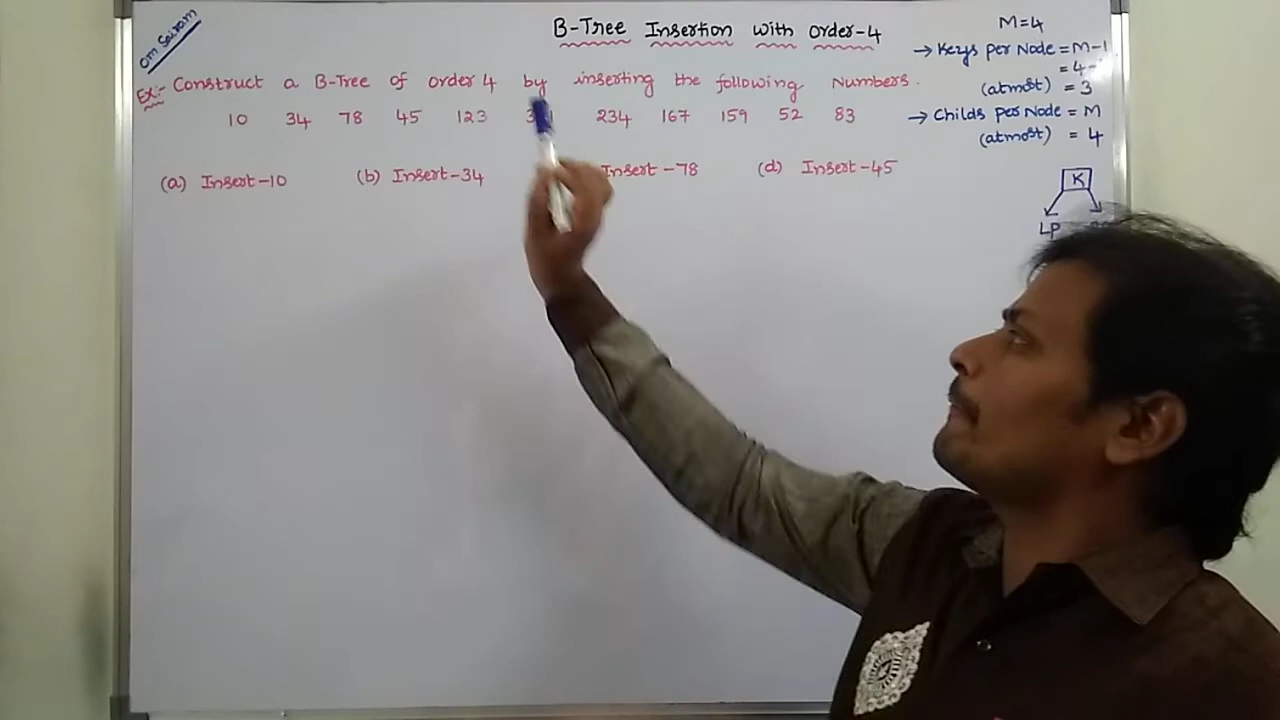 Om Sairam
B-Tree Insertion with Order-4
M=4
→ Keys per Node = M-1
= 4-
(atmost) = 3
Ex:- Construct a B-Tree of order 4 by inserting the following Numbers.
10 34 78 45 123 234 167 159 52 83
→ Childs per Node = M
(atmost) = 4
(a) Insert-10 (b) Insert-34 Insert-78 (d) Insert-45
K
LP